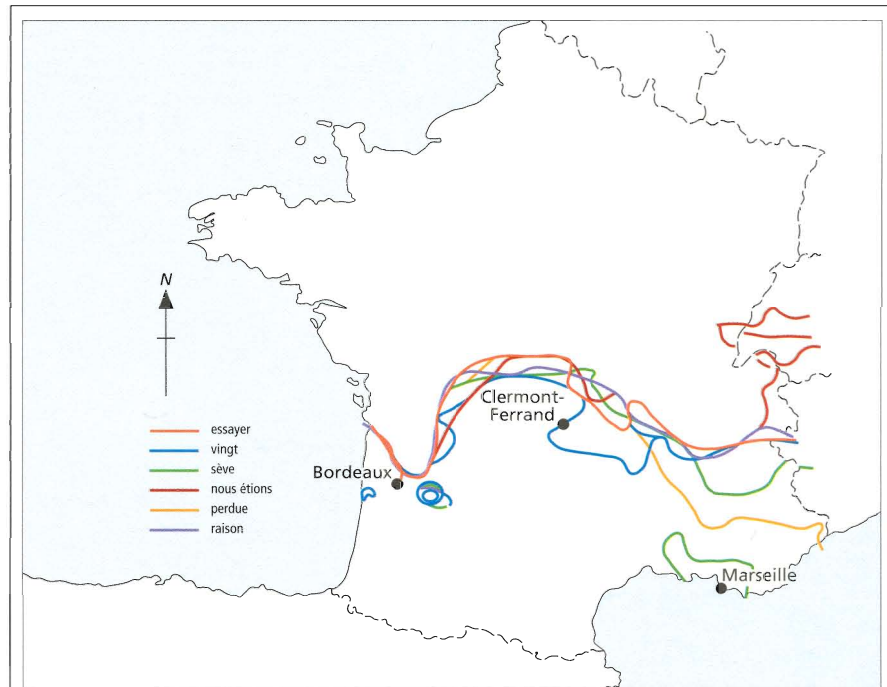 N
Clermont-
Ferrand
Bordeaux
Marseille
essayer
vingt
sève
nous étions
perdue
raison